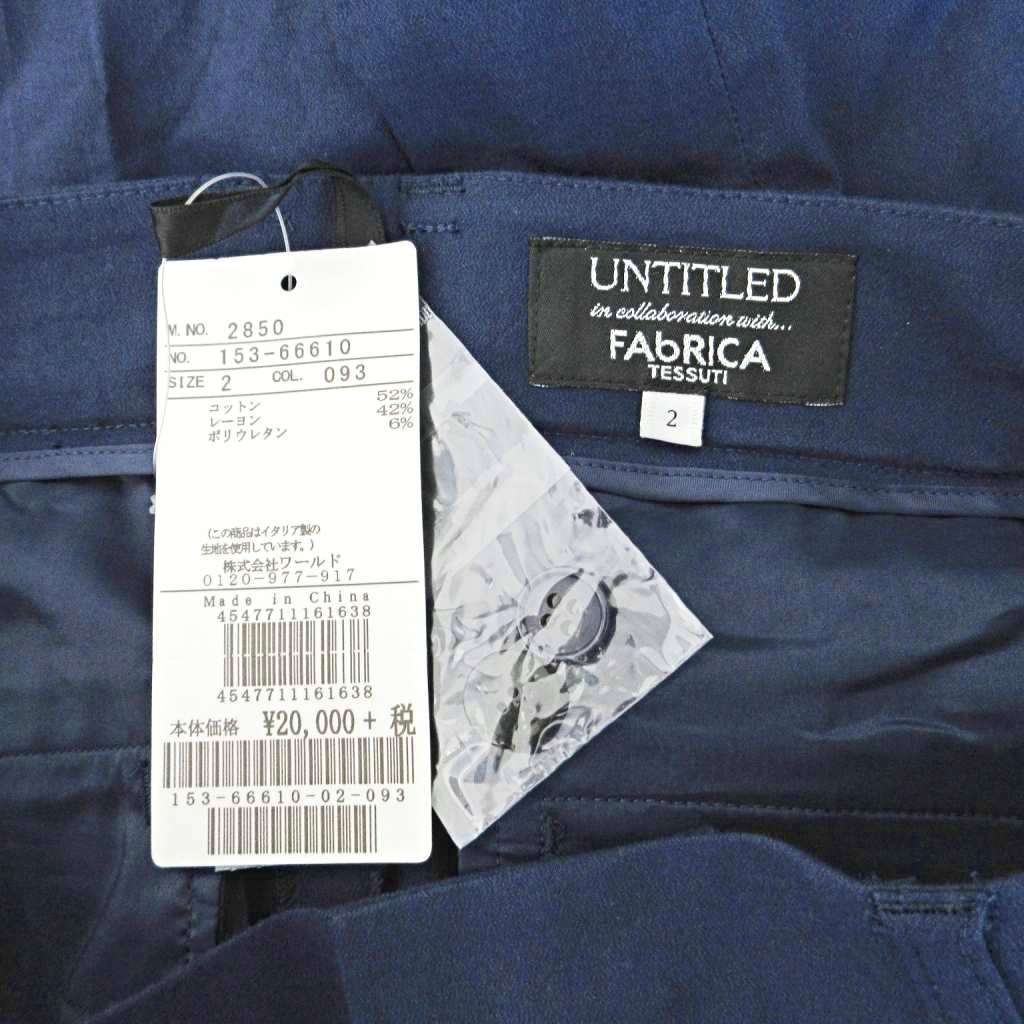 M. NO. 2850
NO. 153-66610
SIZE 2 COL. 093
コットン 52%
レーヨン 42%
ポリウレタン 6%
(この商品はイタリア製の
生地を使用しています。)
株式会社ワールド
0120-977-917
Made in China
4547711161638
4547711161638
本体価格 ¥20,000 + 税
153-66610-02-093
UNTITLED
in collaboration with...
FAbRICA
TESSUTI
2